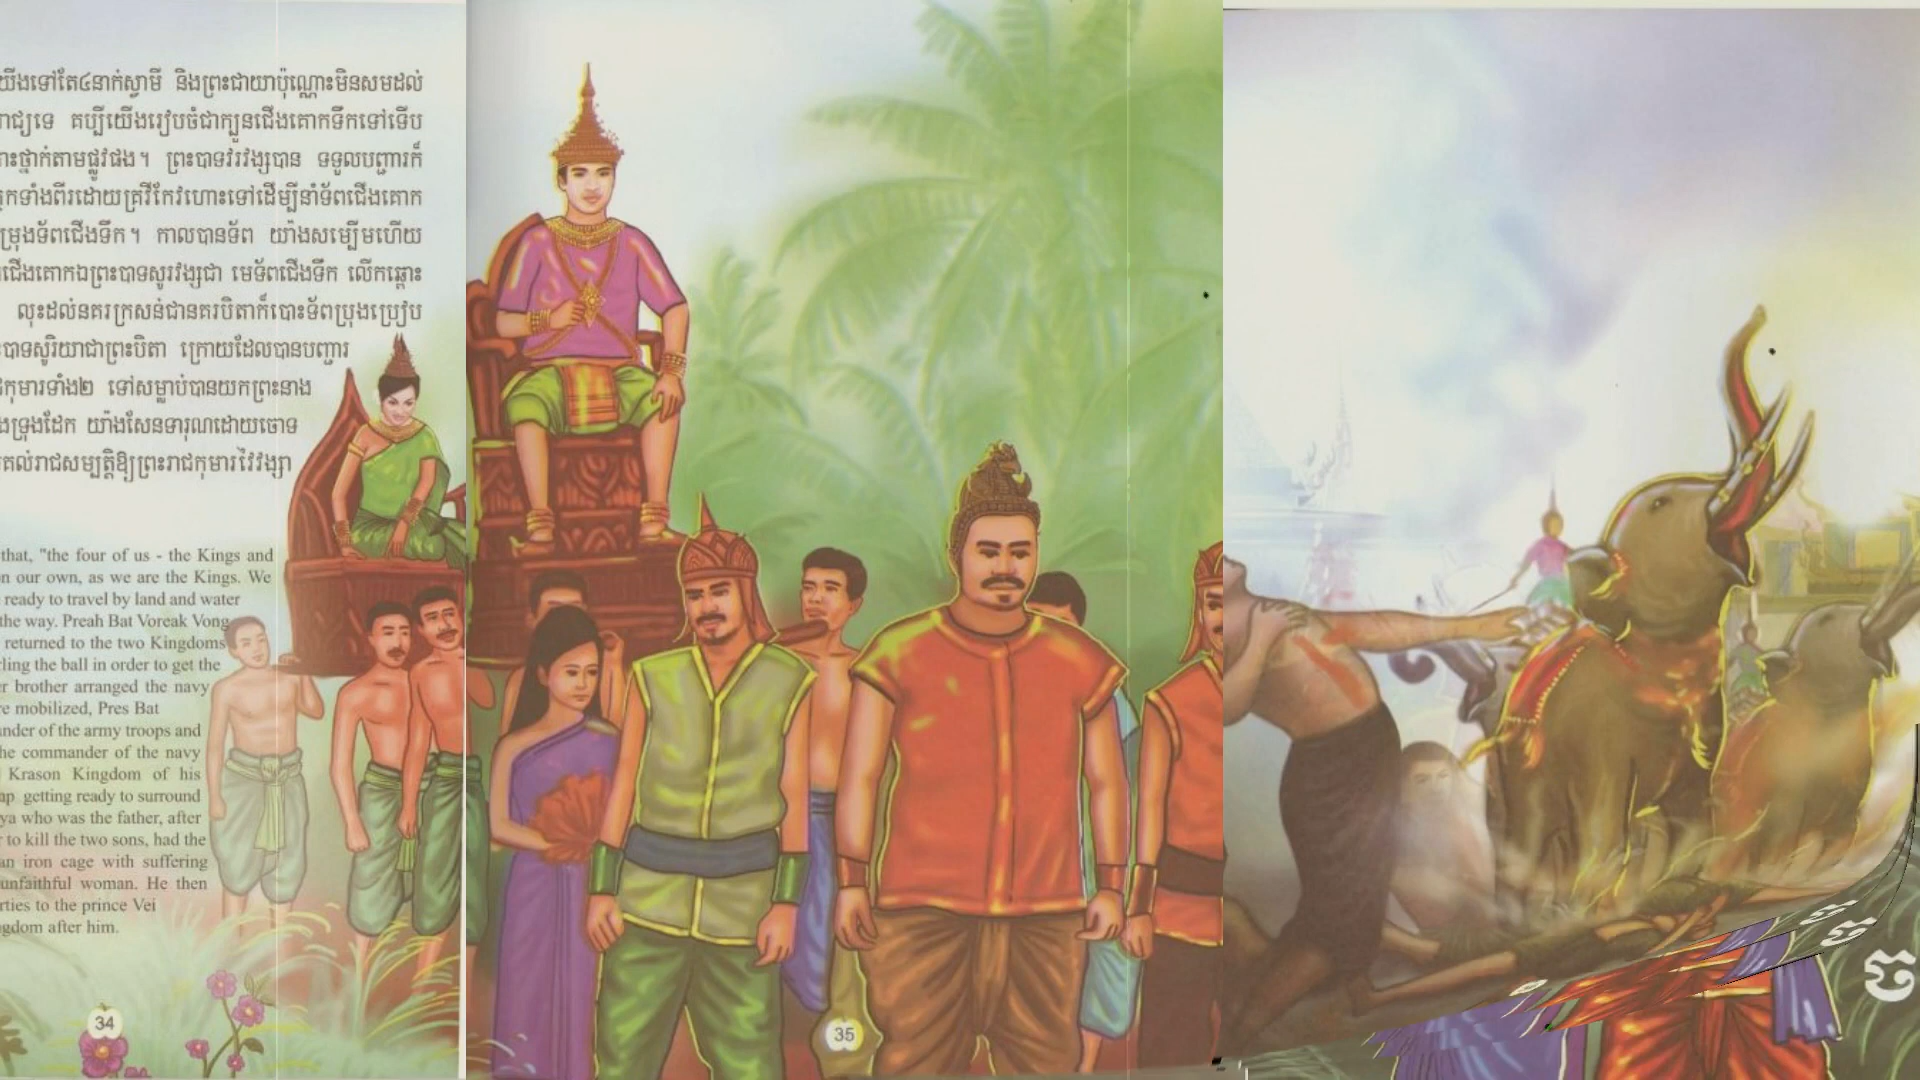 យើងទៅតែ៤នាក់ស្វាមី និងព្រះជាយាប៉ុណ្ណោះមិនសមដល់
រាជ្យទេ គប្បីយើងរៀបចំជាក្បួនជើងគោកទឹកទៅទើប
ថ្នាក់តាមផ្លូវផង។ ព្រះបាទវរវង្សបាន ទទួលបញ្ជារក៏
ទាំងពីរដោយគ្រវីកែវហោះទៅដើម្បីនាំទ័ពជើងគោក
ម្រុងទ័ពជើងទឹក។ កាលបានទ័ព យ៉ាងសម្បើមហើយ
ជើងគោកឯព្រះបាទសូរវង្សជា មេទ័ពជើងទឹក លើកឆ្ពោះ
លុះដល់នគរក្រសន់ជានគរបិតាក៏បោះទ័ពប្រុងប្រៀប
បាទសូរិយាជាព្រះបិតា ក្រោយដែលបានបញ្ជារ
កុមារទាំង២ ទៅសម្លាប់បានយកព្រះនាង
ទ្រុងដែក យ៉ាងសែនទារុណដោយចោទ
គល់រាជសម្បត្តិឱ្យព្រះរាជកុមារវៃវង្សា
that, "the four of us - the Kings and
on our own, as we are the Kings. We
ready to travel by land and water
the way. Preah Bat Voreak Vong
returned to the two Kingdoms
rling the ball in order to get the
er brother arranged the navy
re mobilized, Pres Bat
ander of the army troops and
he commander of the navy
Krason Kingdom of his
ap getting ready to surround
ya who was the father, after
r to kill the two sons, had the
an iron cage with suffering
unfaithful woman. He then
rties to the prince Vei
ngdom after him.
34
35